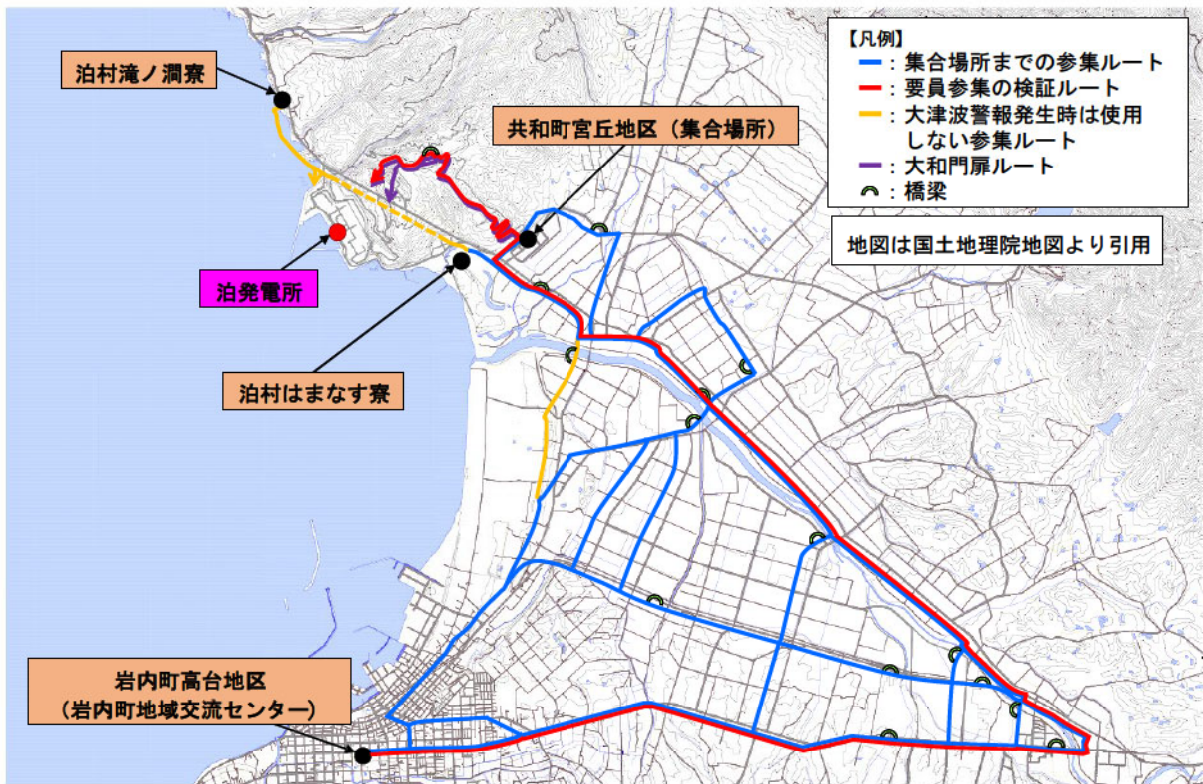 泊村滝ノ澗寮
共和町宮丘地区（集合場所）
【凡例】
：集合場所までの参集ルート
：要員参集の検証ルート
：大津波警報発生時は使用
しない参集ルート
：大和門扉ルート
：橋梁
地図は国土地理院地図より引用
泊発電所
泊村はまなす寮
岩内町高台地区
（岩内町地域交流センター）